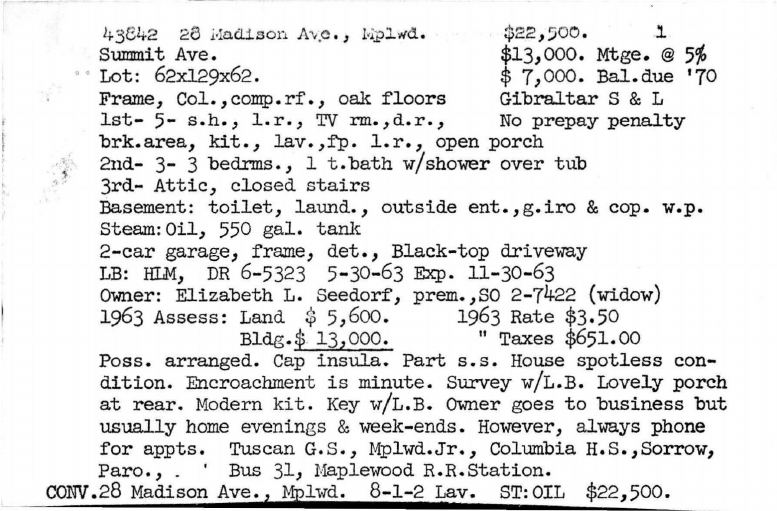 43842 28 Madison Ave., Mplwd. $22,500. 1
Summit Ave. $13,000. Mtge. @ 5%
Lot: 62x129x62. $ 7,000. Bal.due '70
Frame, Col.,comp.rf., oak floors Gibraltar S & L
1st- 5- s.h., l.r., TV rm.,d.r., No prepay penalty
brk.area, kit., lav.,fp. l.r., open porch
2nd- 3- 3 bedrms., 1 t.bath w/shower over tub
3rd- Attic, closed stairs
Basement: toilet, laund., outside ent.,g.iro & cop. w.p.
Steam:Oil, 550 gal. tank
2-car garage, frame, det., Black-top driveway
LB: HLM, DR 6-5323 5-30-63 Exp. 11-30-63
Owner: Elizabeth L. Seedorf, prem.,SO 2-7422 (widow)
1963 Assess: Land $ 5,600. 1963 Rate $3.50
Bldg.$ 13,000. " Taxes $651.00
Poss. arranged. Cap insula. Part s.s. House spotless con-
dition. Encroachment is minute. Survey w/L.B. Lovely porch
at rear. Modern kit. Key w/L.B. Owner goes to business but
usually home evenings & week-ends. However, always phone
for appts. Tuscan G.S., Mplwd.Jr., Columbia H.S.,Sorrow,
Paro., . ' Bus 31, Maplewood R.R.Station.
CONV.28 Madison Ave., Mplwd. 8-1-2 Lav. ST:OIL $22,500.